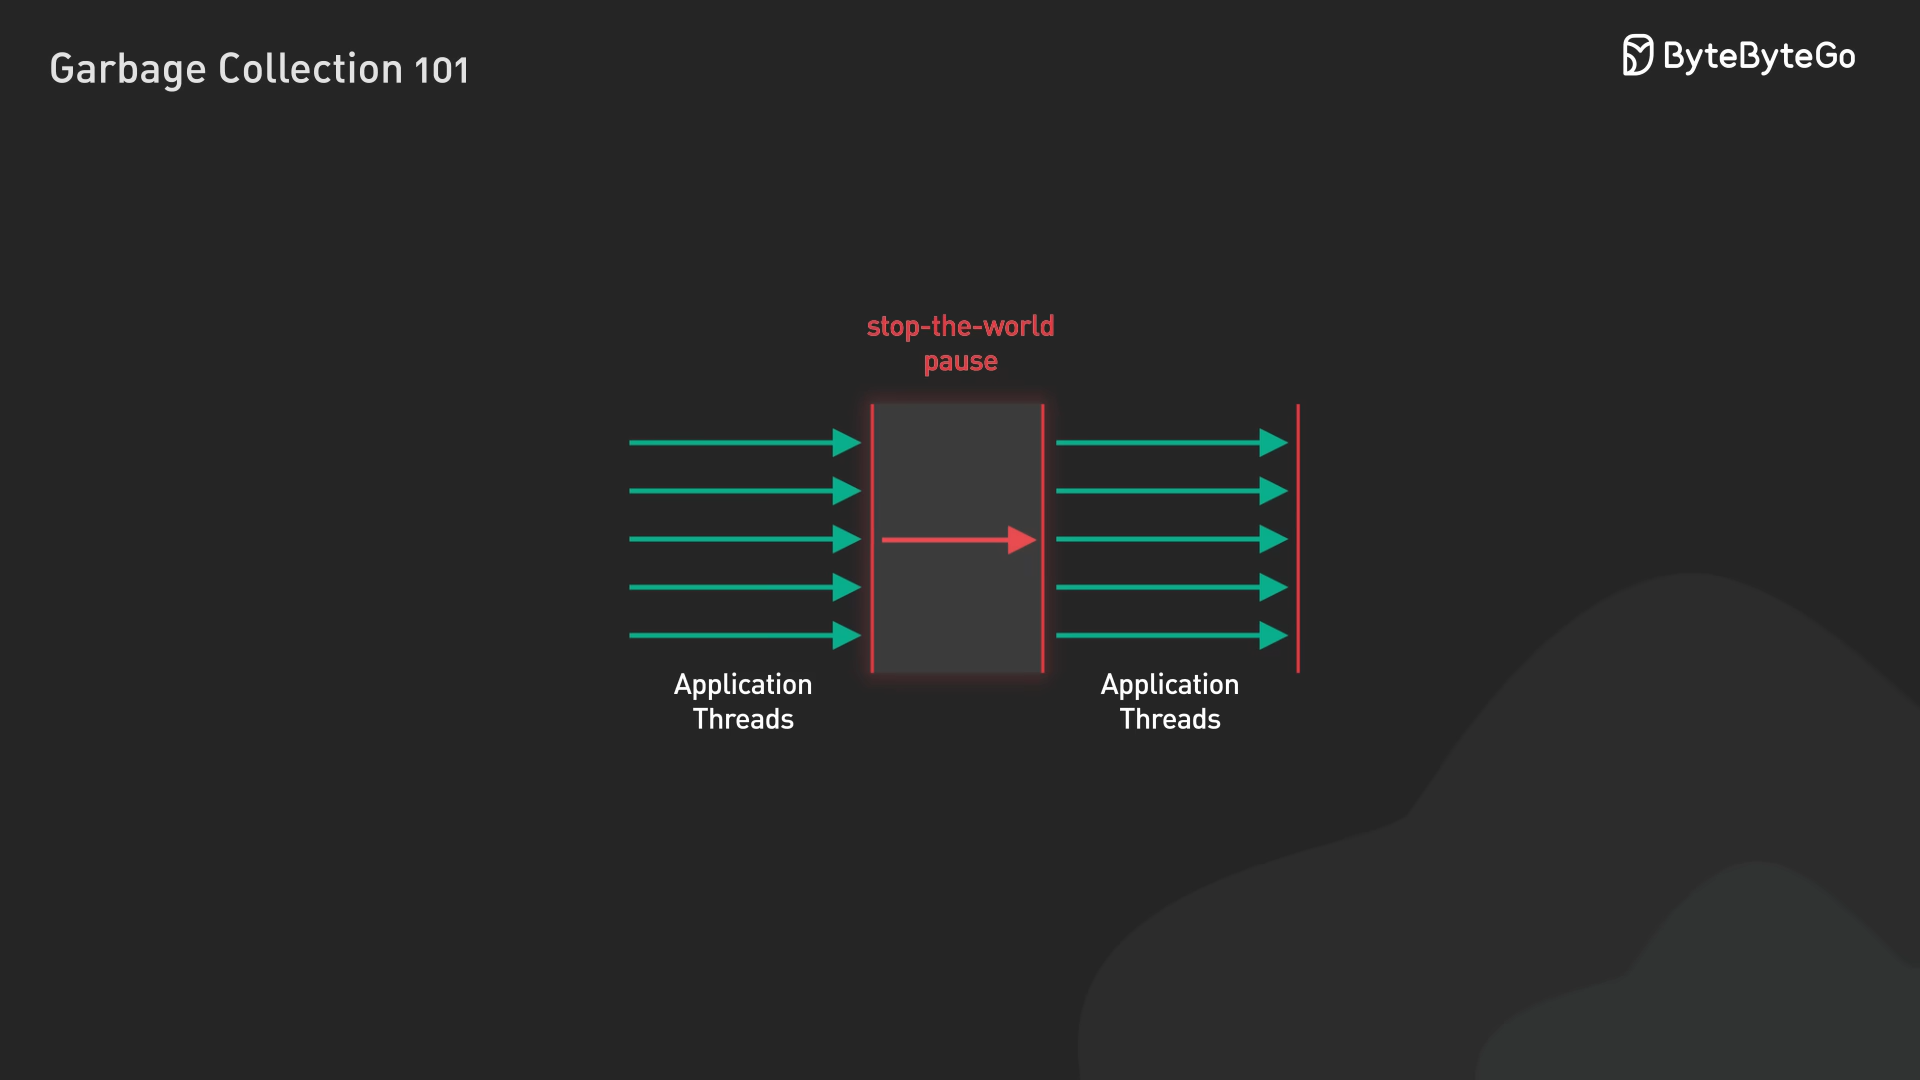 Garbage Collection 101
ByteByteGo
stop-the-world
pause
Application
Threads
Application
Threads